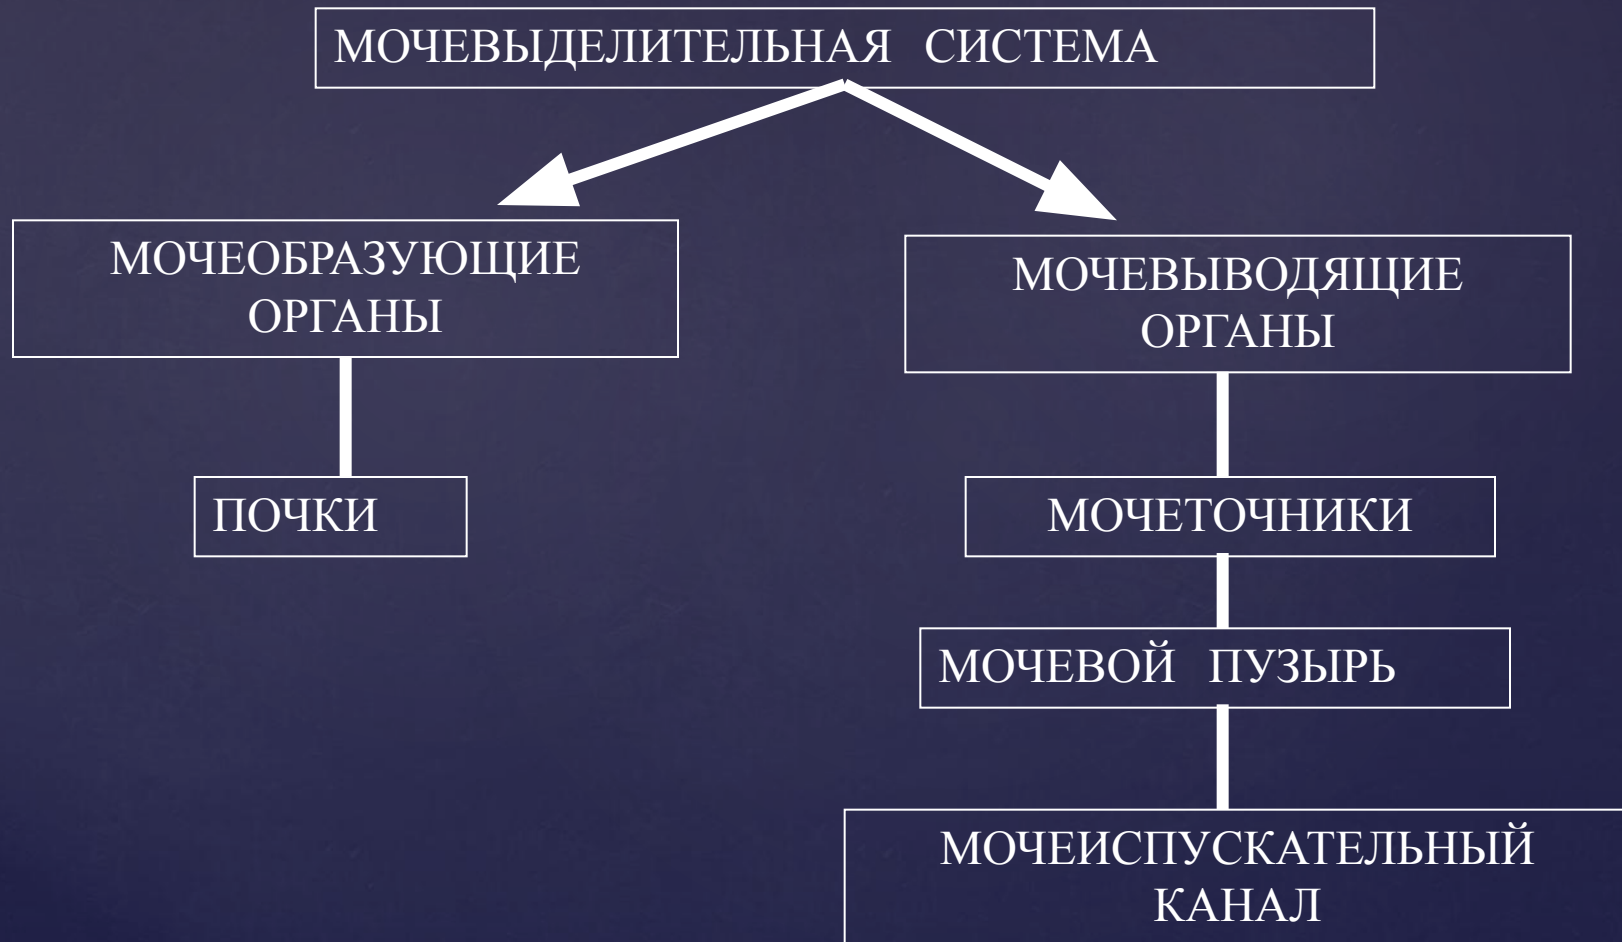 МОЧЕВЫДЕЛИТЕЛЬНАЯ СИСТЕМА
МОЧЕОБРАЗУЮЩИЕ
ОРГАНЫ
МОЧЕВЫВОДЯЩИЕ
ОРГАНЫ
ПОЧКИ
МОЧЕТОЧНИКИ
МОЧЕВОЙ ПУЗЫРЬ
МОЧЕИСПУСКАТЕЛЬНЫЙ
КАНАЛ